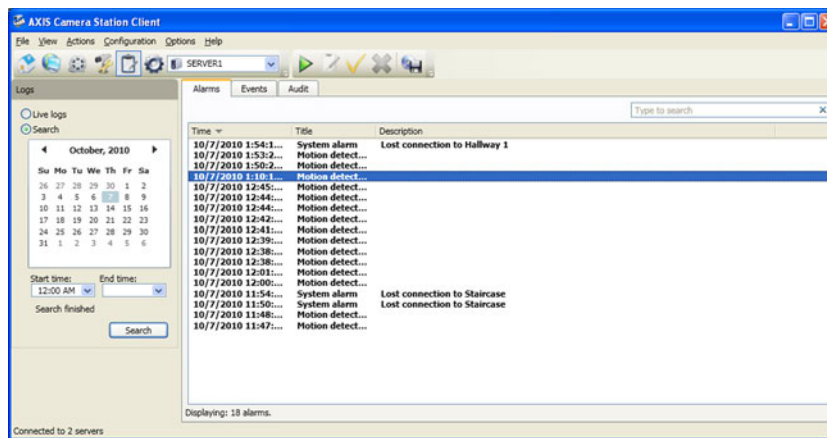 AXIS Camera Station Client
File View Actions Configuration Options Help
SERVER1
Logs
Alarms Events Audit
Live logs
Search
Type to search
October, 2010
Su Mo Tu We Th Fr Sa
26 27 28 29 30 1 2
3 4 5 6 7 8 9
10 11 12 13 14 15 16
17 18 19 20 21 22 23
24 25 26 27 28 29 30
31 1 2 3 4 5 6
Start time: End time:
12:00 AM
Search finished
Search
Time Title Description
10/7/2010 1:54:1... System alarm Lost connection to Hallway 1
10/7/2010 1:53:2... Motion detect...
10/7/2010 1:50:2... Motion detect...
10/7/2010 1:10:1... Motion detect...
10/7/2010 12:45:... Motion detect...
10/7/2010 12:44:... Motion detect...
10/7/2010 12:44:... Motion detect...
10/7/2010 12:42:... Motion detect...
10/7/2010 12:41:... Motion detect...
10/7/2010 12:39:... Motion detect...
10/7/2010 12:38:... Motion detect...
10/7/2010 12:38:... Motion detect...
10/7/2010 12:01:... Motion detect...
10/7/2010 12:00:... Motion detect...
10/7/2010 11:54:... System alarm Lost connection to Staircase
10/7/2010 11:50:... System alarm Lost connection to Staircase
10/7/2010 11:48:... Motion detect...
10/7/2010 11:47:... Motion detect...
Displaying: 18 alarms.
Connected to 2 servers